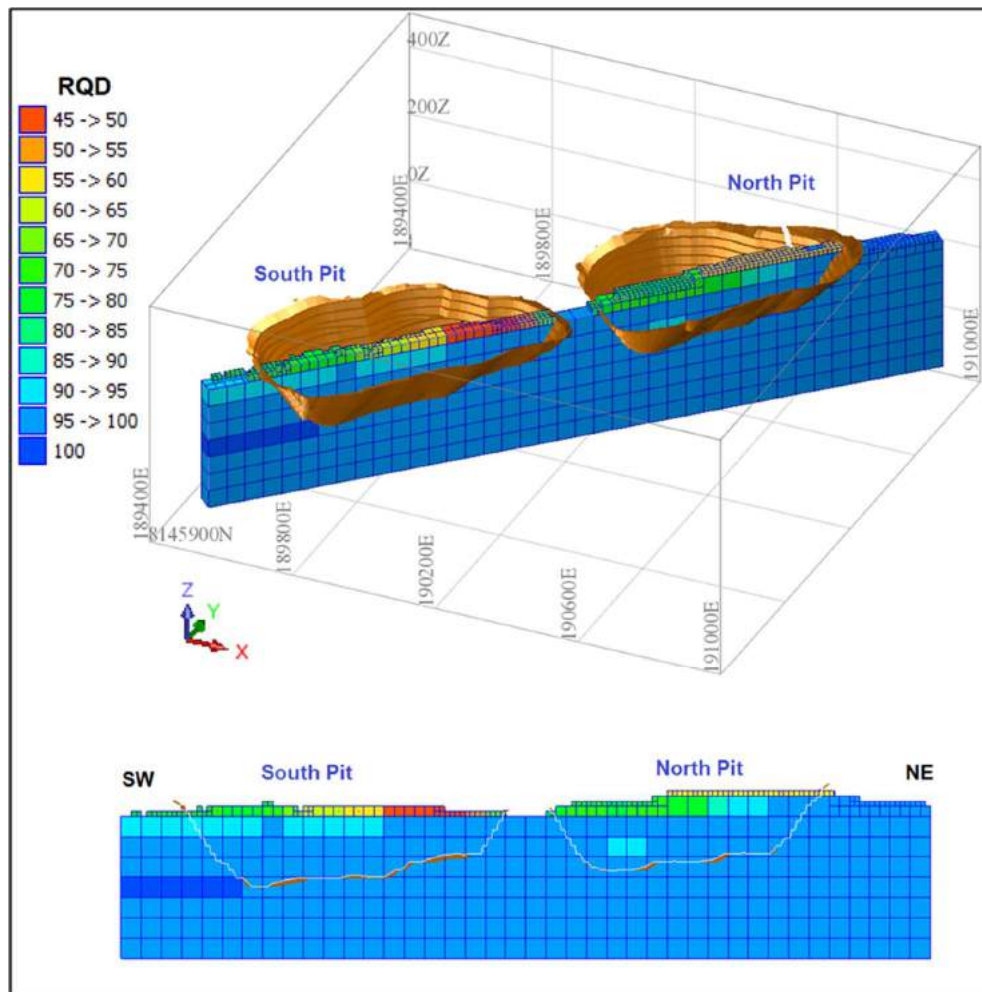 RQD
45 -> 50
50 -> 55
55 -> 60
60 -> 65
65 -> 70
70 -> 75
75 -> 80
80 -> 85
85 -> 90
90 -> 95
95 -> 100
100
400Z
200Z
0Z
189400E
189800E
191000E
North Pit
South Pit
189400E
8145900N
189800E
190200E
190600E
191000E
Z
Y
X
SW
South Pit
North Pit
NE